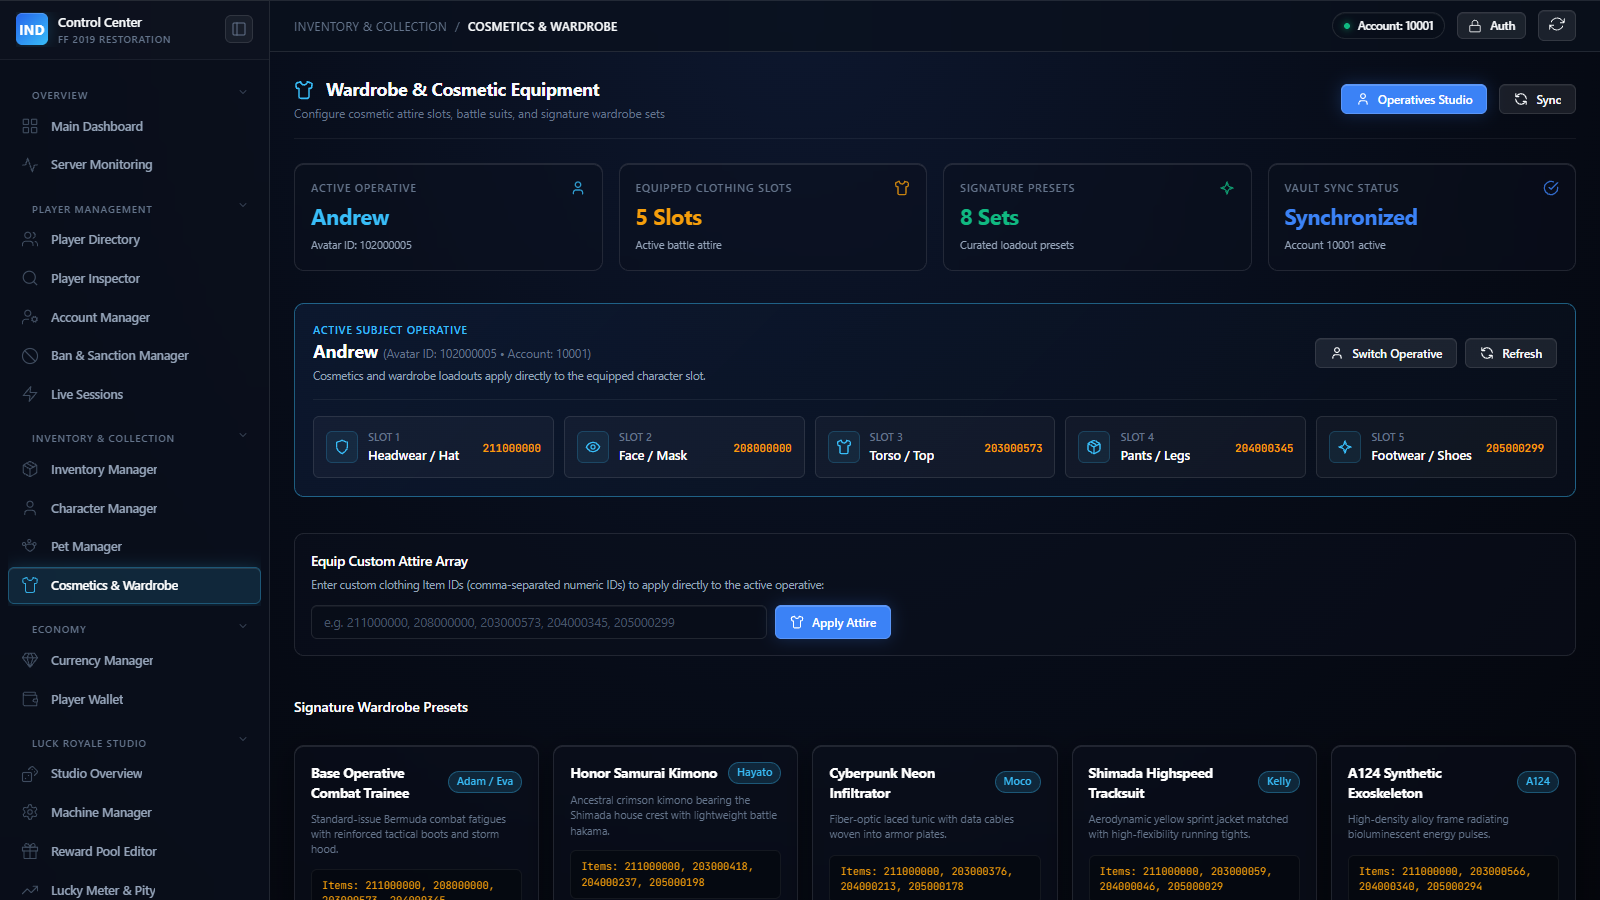 IND
Control Center
FF 2019 RESTORATION
OVERVIEW
Main Dashboard
Server Monitoring
PLAYER MANAGEMENT
Player Directory
Player Inspector
Account Manager
Ban & Sanction Manager
Live Sessions
INVENTORY & COLLECTION
Inventory Manager
Character Manager
Pet Manager
Cosmetics & Wardrobe
ECONOMY
Currency Manager
Player Wallet
LUCK ROYALE STUDIO
Studio Overview
Machine Manager
Reward Pool Editor
Lucky Meter & Pity
INVENTORY & COLLECTION / COSMETICS & WARDROBE
Account: 10001
Auth
Wardrobe & Cosmetic Equipment
Configure cosmetic attire slots, battle suits, and signature wardrobe sets
Operatives Studio
Sync
ACTIVE OPERATIVE
Andrew
Avatar ID: 102000005
EQUIPPED CLOTHING SLOTS
5 Slots
Active battle attire
SIGNATURE PRESETS
8 Sets
Curated loadout presets
VAULT SYNC STATUS
Synchronized
Account 10001 active
ACTIVE SUBJECT OPERATIVE
Andrew (Avatar ID: 102000005 • Account: 10001)
Cosmetics and wardrobe loadouts apply directly to the equipped character slot.
Switch Operative
Refresh
SLOT 1
Headwear / Hat
211000000
SLOT 2
Face / Mask
208000000
SLOT 3
Torso / Top
203000573
SLOT 4
Pants / Legs
204000345
SLOT 5
Footwear / Shoes
205000299
Equip Custom Attire Array
Enter custom clothing Item IDs (comma-separated numeric IDs) to apply directly to the active operative:
e.g. 211000000, 208000000, 203000573, 204000345, 205000299
Apply Attire
Signature Wardrobe Presets
Base Operative
Combat Trainee
Adam / Eva
Standard-issue Bermuda combat fatigues
with reinforced tactical boots and storm
hood.
Items: 211000000, 208000000,
203000573, 204000345,
Honor Samurai Kimono
Hayato
Ancestral crimson kimono bearing the
Shimada house crest with lightweight battle
hakama.
Items: 211000000, 203000418,
204000237, 205000198
Cyberpunk Neon
Infiltrator
Moco
Fiber-optic laced tunic with data cables
woven into armor plates.
Items: 211000000, 203000376,
204000213, 205000178
Shimada Highspeed
Tracksuit
Kelly
Aerodynamic yellow sprint jacket matched
with high-flexibility running tights.
Items: 211000000, 203000059,
204000046, 205000029
A124 Synthetic
Exoskeleton
A124
High-density alloy frame radiating
bioluminescent energy pulses.
Items: 211000000, 203000566,
204000340, 205000294